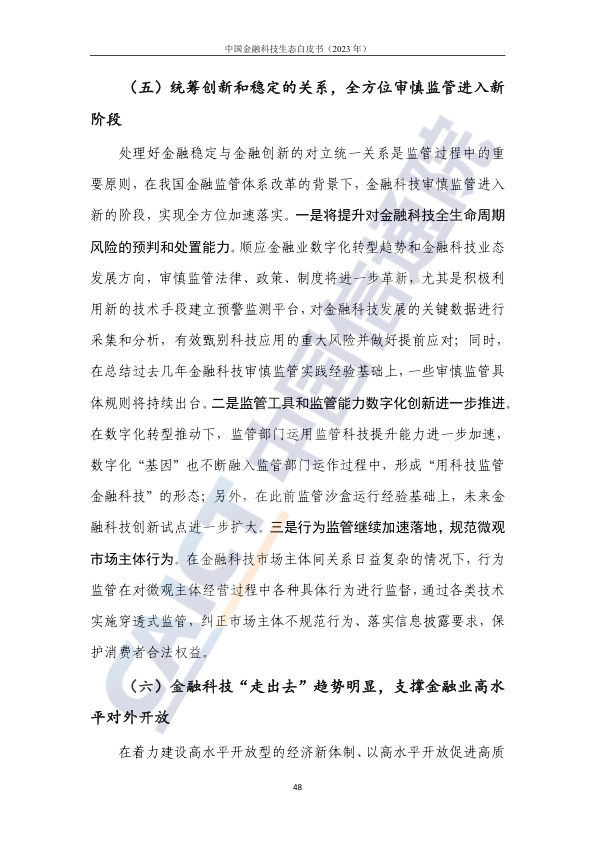 中国金融科技生态白皮书（2023 年）
（五）统筹创新和稳定的关系，全方位审慎监管进入新
阶段
处理好金融稳定与金融创新的对立统一关系是监管过程中的重
要原则，在我国金融监管体系改革的背景下，金融科技审慎监管进入
新的阶段，实现全方位加速落实。一是将提升对金融科技全生命周期
风险的预判和处置能力。顺应金融业数字化转型趋势和金融科技业态
发展方向，审慎监管法律、政策、制度将进一步革新，尤其是积极利
用新的技术手段建立预警监测平台，对金融科技发展的关键数据进行
采集和分析，有效甄别科技应用的重大风险并做好提前应对；同时，
在总结过去几年金融科技审慎监管实践经验基础上，一些审慎监管具
体规则将持续出台。二是监管工具和监管能力数字化创新进一步推进。
在数字化转型推动下，监管部门运用监管科技提升能力进一步加速，
数字化“基因”也不断融入监管部门运作过程中，形成“用科技监管
金融科技”的形态；另外，在此前监管沙盒运行经验基础上，未来金
融科技创新试点进一步扩大。三是行为监管继续加速落地，规范微观
市场主体行为。在金融科技市场主体间关系日益复杂的情况下，行为
监管在对微观主体经营过程中各种具体行为进行监督，通过各类技术
实施穿透式监管，纠正市场主体不规范行为、落实信息披露要求，保
护消费者合法权益。
（六）金融科技“走出去”趋势明显，支撑金融业高水
平对外开放
在着力建设高水平开放型的经济新体制、以高水平开放促进高质
48
CAICT 中国信通院